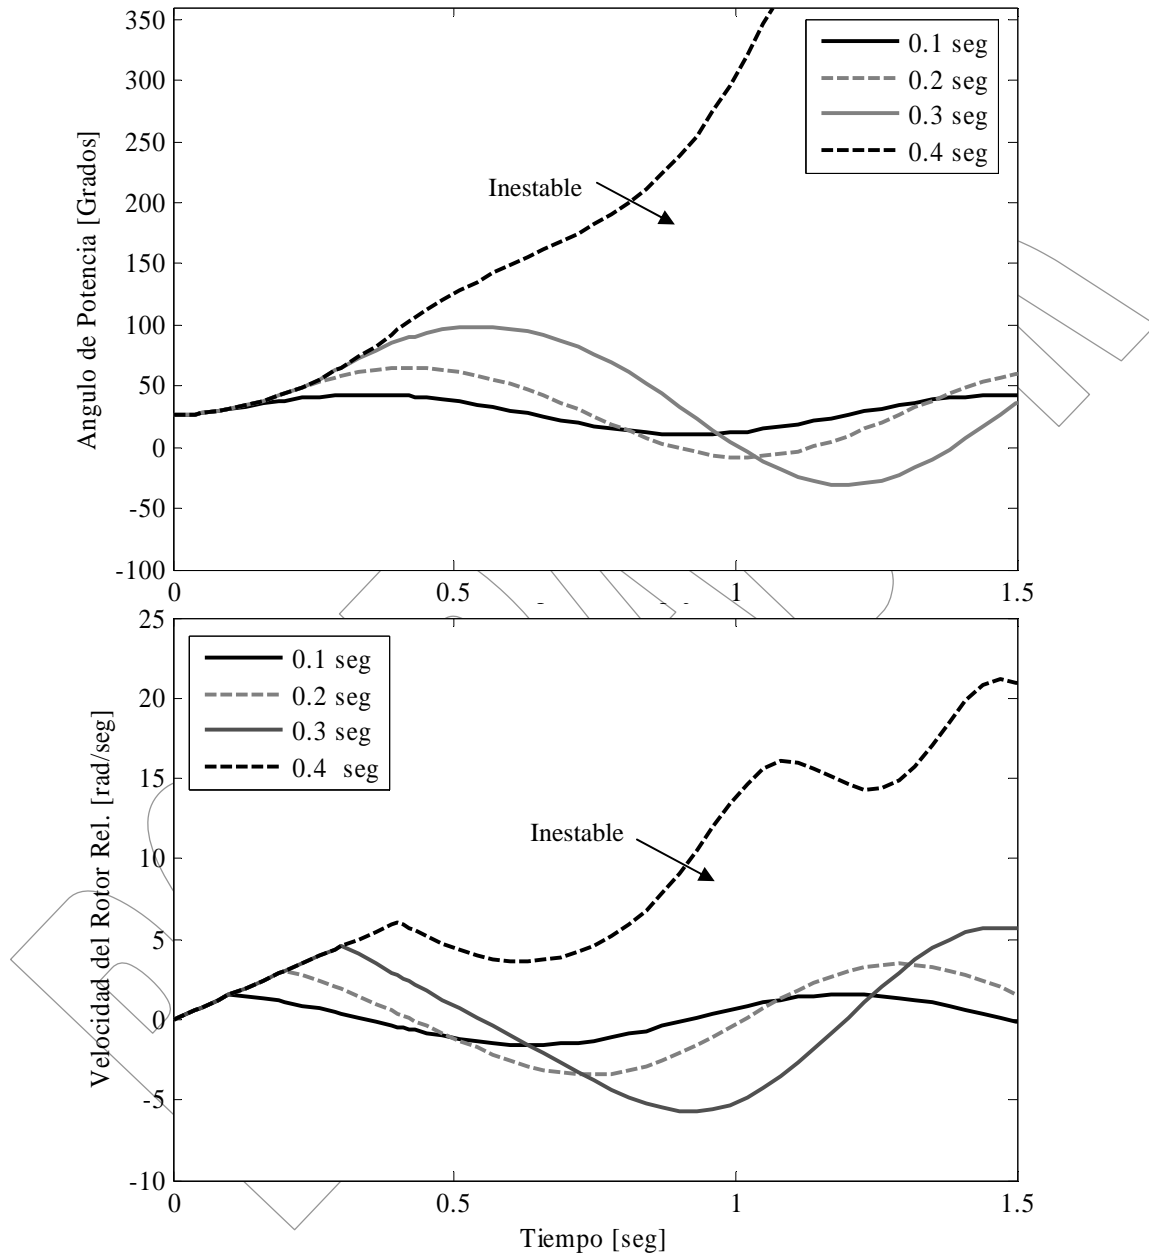 350
300
250
200
150
100
50
0
-50
-100
Angulo de Potencia [Grados]
0.1 seg
0.2 seg
0.3 seg
0.4 seg
Inestable
0
0.5
1
1.5
25
20
15
10
5
0
-5
-10
Velocidad del Rotor Rel. [rad/seg]
0.1 seg
0.2 seg
0.3 seg
0.4 seg
Inestable
0
0.5
1
1.5
Tiempo [seg]